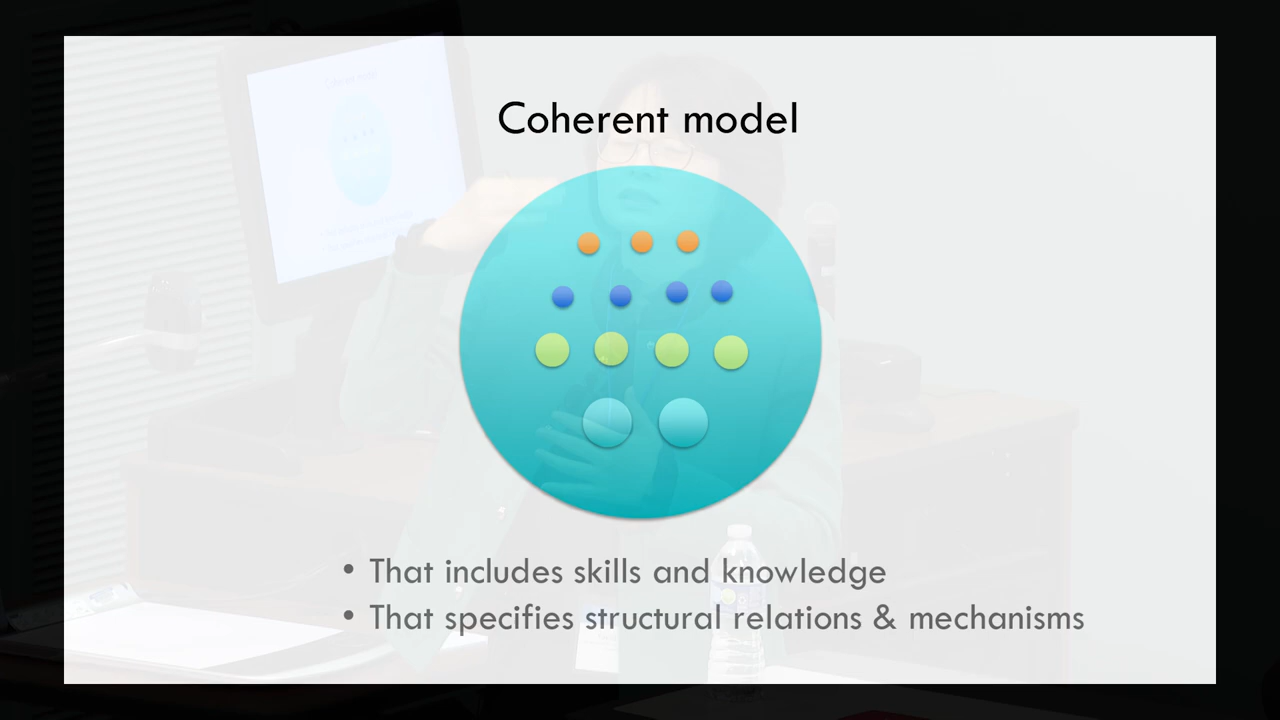 Coherent model
• That includes skills and knowledge
• That specifies structural relations & mechanisms